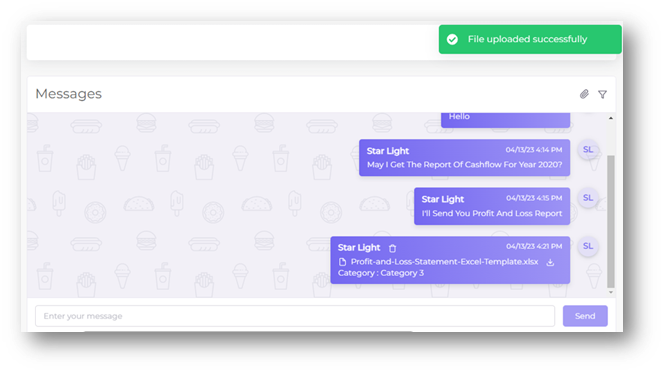 File uploaded successfully
Messages
Hello
Star Light 04/13/23 4:14 PM SL
May I Get The Report Of Cashflow For Year 2020?
Star Light 04/13/23 4:15 PM SL
I'll Send You Profit And Loss Report
Star Light 04/13/23 4:21 PM SL
Profit-and-Loss-Statement-Excel-Template.xlsx
Category : Category 3
Enter your message Send